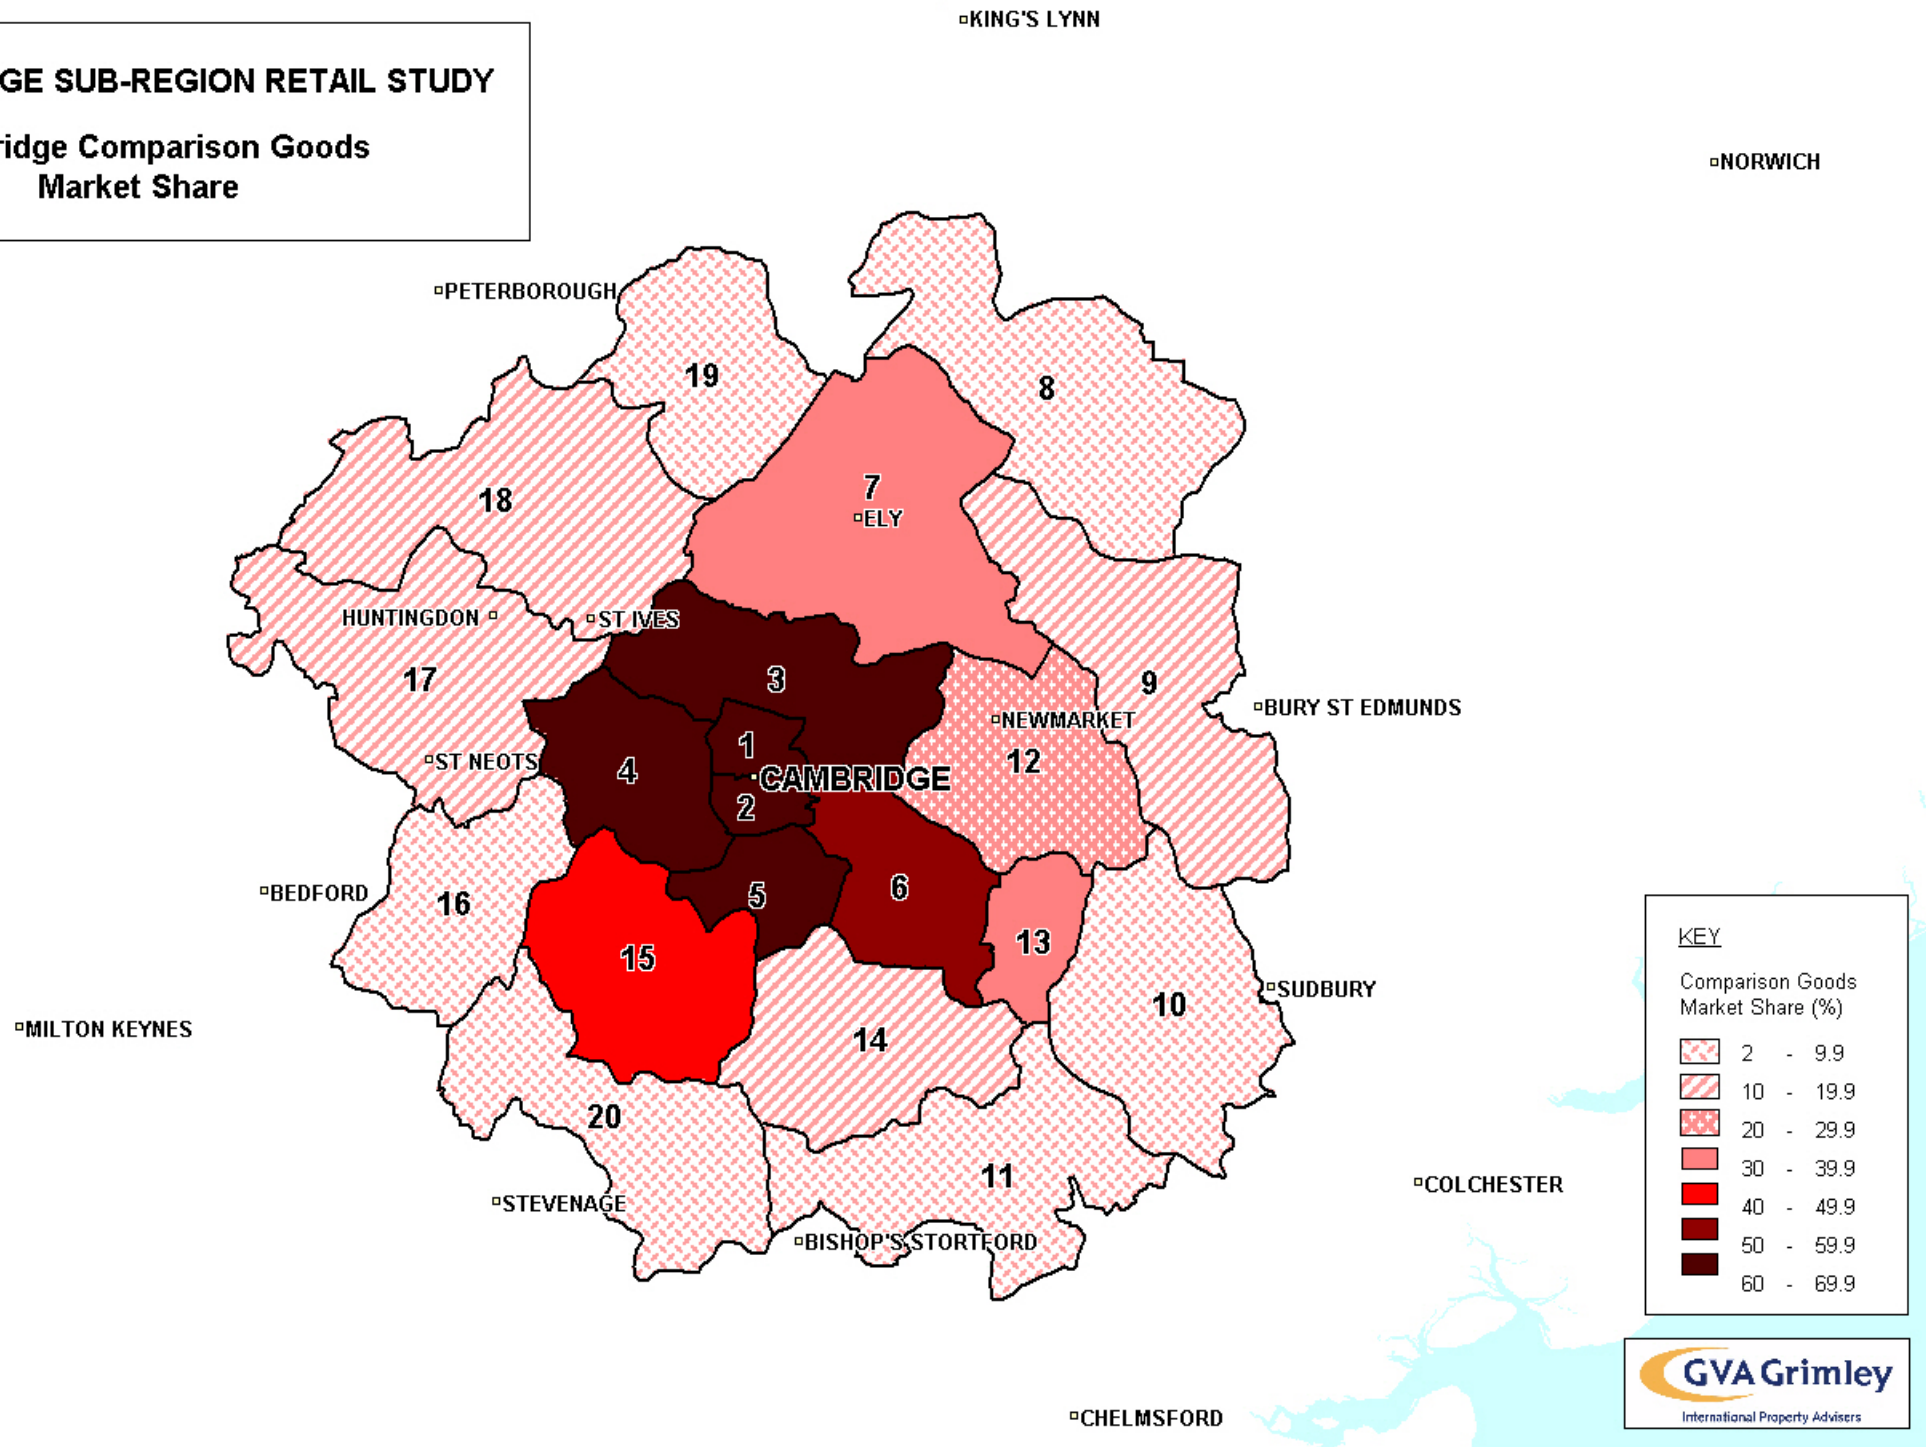 KING'S LYNN
GE SUB-REGION RETAIL STUDY
ridge Comparison Goods
Market Share
NORWICH
PETERBOROUGH
19
8
7
18
ELY
HUNTINGDON
ST IVES
17
3
9
BURY ST EDMUNDS
NEWMARKET
1
ST NEOTS
4
12
CAMBRIDGE
2
BEDFORD
16
5
6
15
13
SUDBURY
10
MILTON KEYNES
14
20
11
STEVENAGE
COLCHESTER
BISHOP'S STORTFORD
CHELMSFORD
KEY
Comparison Goods
Market Share (%)
2 - 9.9
10 - 19.9
20 - 29.9
30 - 39.9
40 - 49.9
50 - 59.9
60 - 69.9
GVA Grimley
International Property Advisers